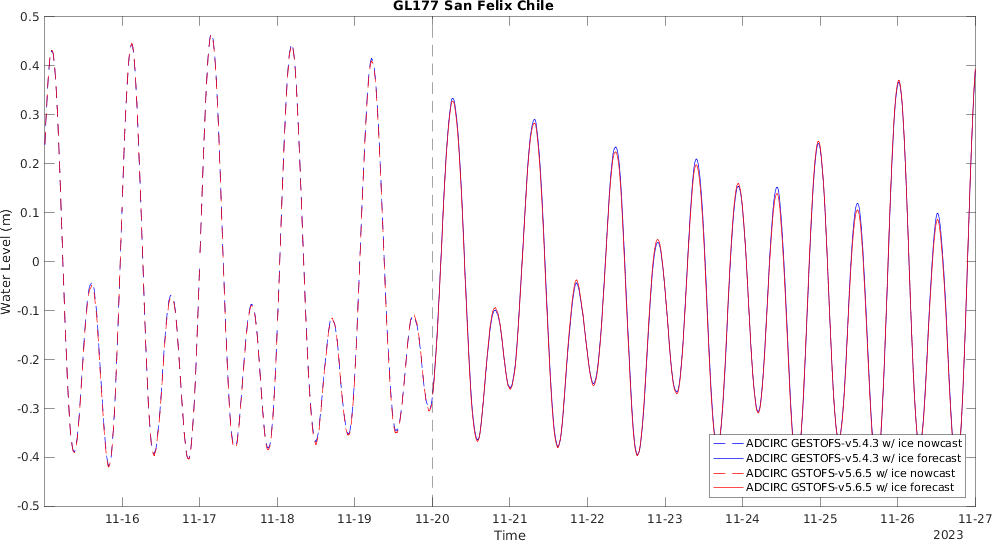 GL177 San Felix Chile
0.5
0.4
0.3
0.2
0.1
0
-0.1
-0.2
-0.3
-0.4
-0.5
Water Level (m)
11-16 11-17 11-18 11-19 11-20 11-21 11-22 11-23 11-24 11-25 11-26 11-27
Time
2023
ADCIRC GESTOFS-v5.4.3 w/ ice nowcast
ADCIRC GESTOFS-v5.4.3 w/ ice forecast
ADCIRC GSTOFS-v5.6.5 w/ ice nowcast
ADCIRC GSTOFS-v5.6.5 w/ ice forecast